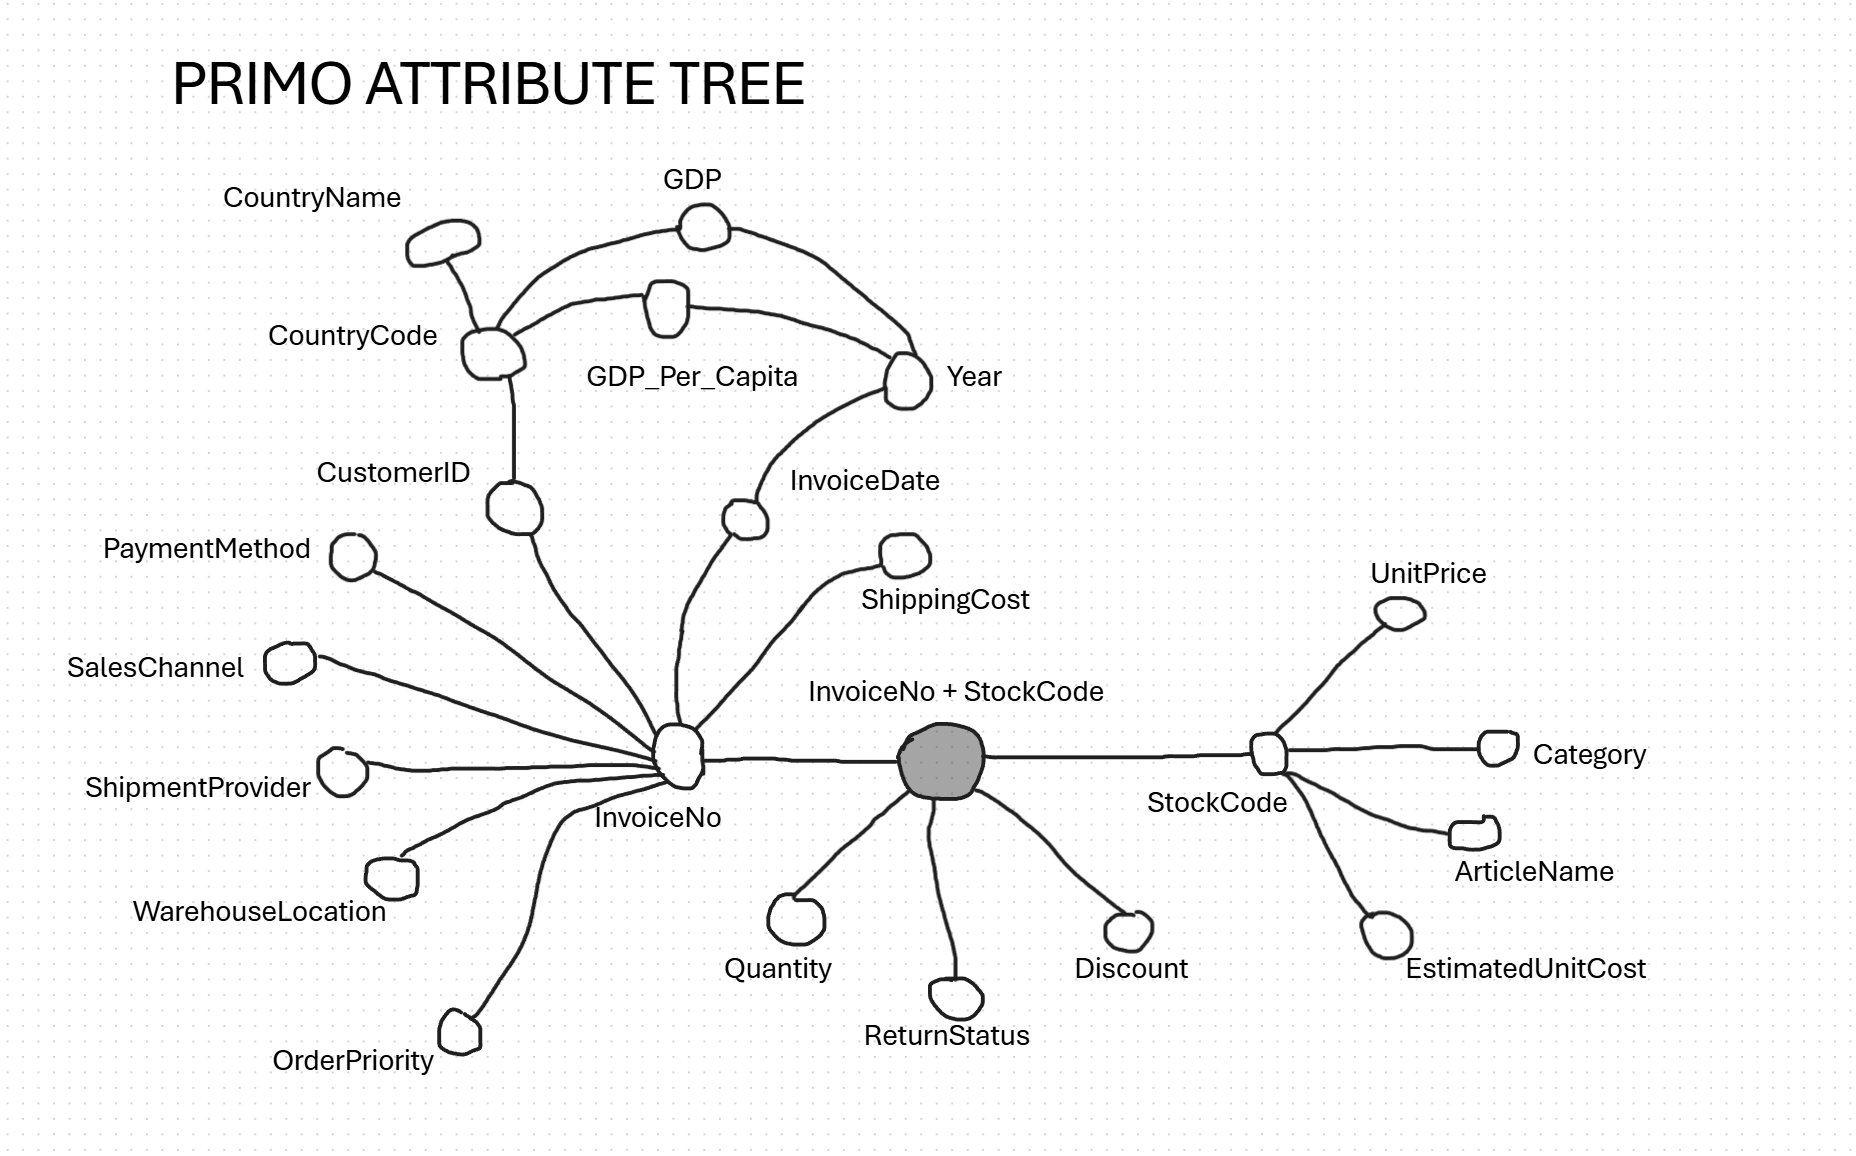 PRIMO ATTRIBUTE TREE
GDP
CountryName
CountryCode
GDP_Per_Capita
Year
CustomerID
InvoiceDate
PaymentMethod
ShippingCost
UnitPrice
SalesChannel
InvoiceNo + StockCode
Category
ShipmentProvider
StockCode
InvoiceNo
ArticleName
WarehouseLocation
Quantity
Discount
EstimatedUnitCost
ReturnStatus
OrderPriority